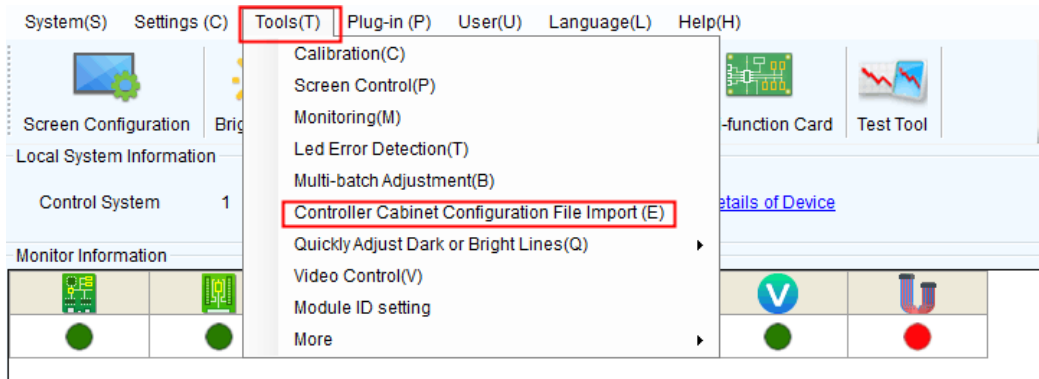 System(S) Settings (C) Tools(T) Plug-in (P) User(U) Language(L) Help(H)
Calibration(C)
Screen Control(P)
Monitoring(M)
Led Error Detection(T)
Multi-batch Adjustment(B)
Controller Cabinet Configuration File Import (E)
Quickly Adjust Dark or Bright Lines(Q)
Video Control(V)
Module ID setting
More
Screen Configuration
-function Card
Test Tool
Local System Information
Control System 1
etails of Device
Monitor Information